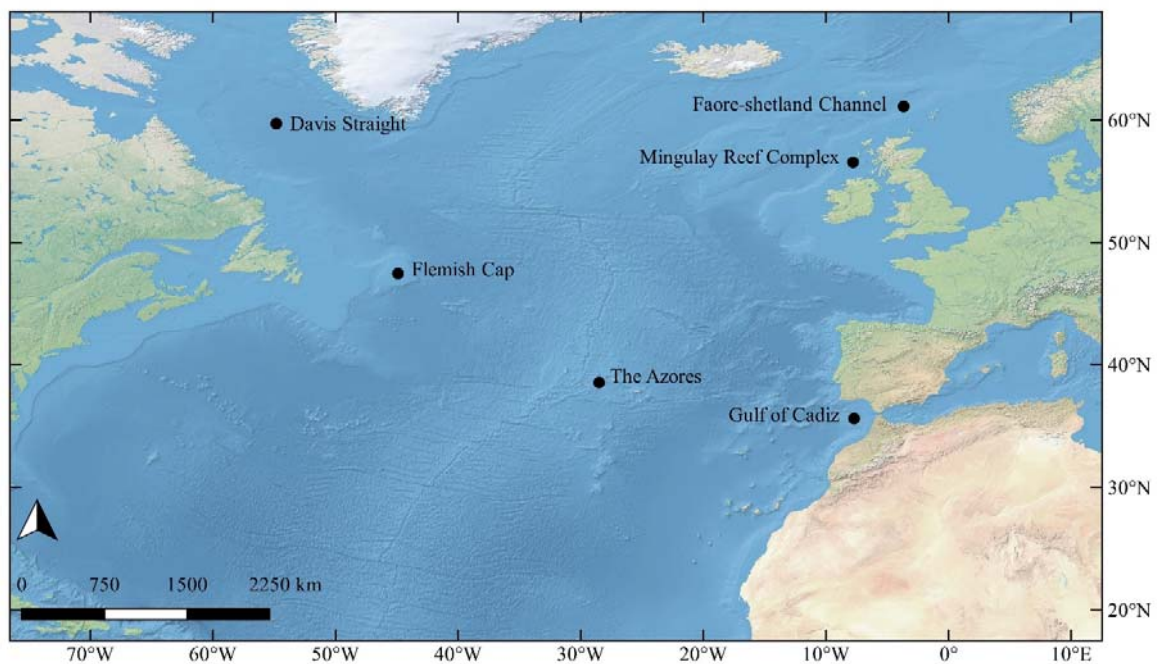 Faore-shetland Channel
60°N
Davis Straight
Mingulay Reef Complex
50°N
Flemish Cap
40°N
The Azores
Gulf of Cadiz
30°N
0 750 1500 2250 km
20°N
70°W 60°W 50°W 40°W 30°W 20°W 10°W 0° 10°E